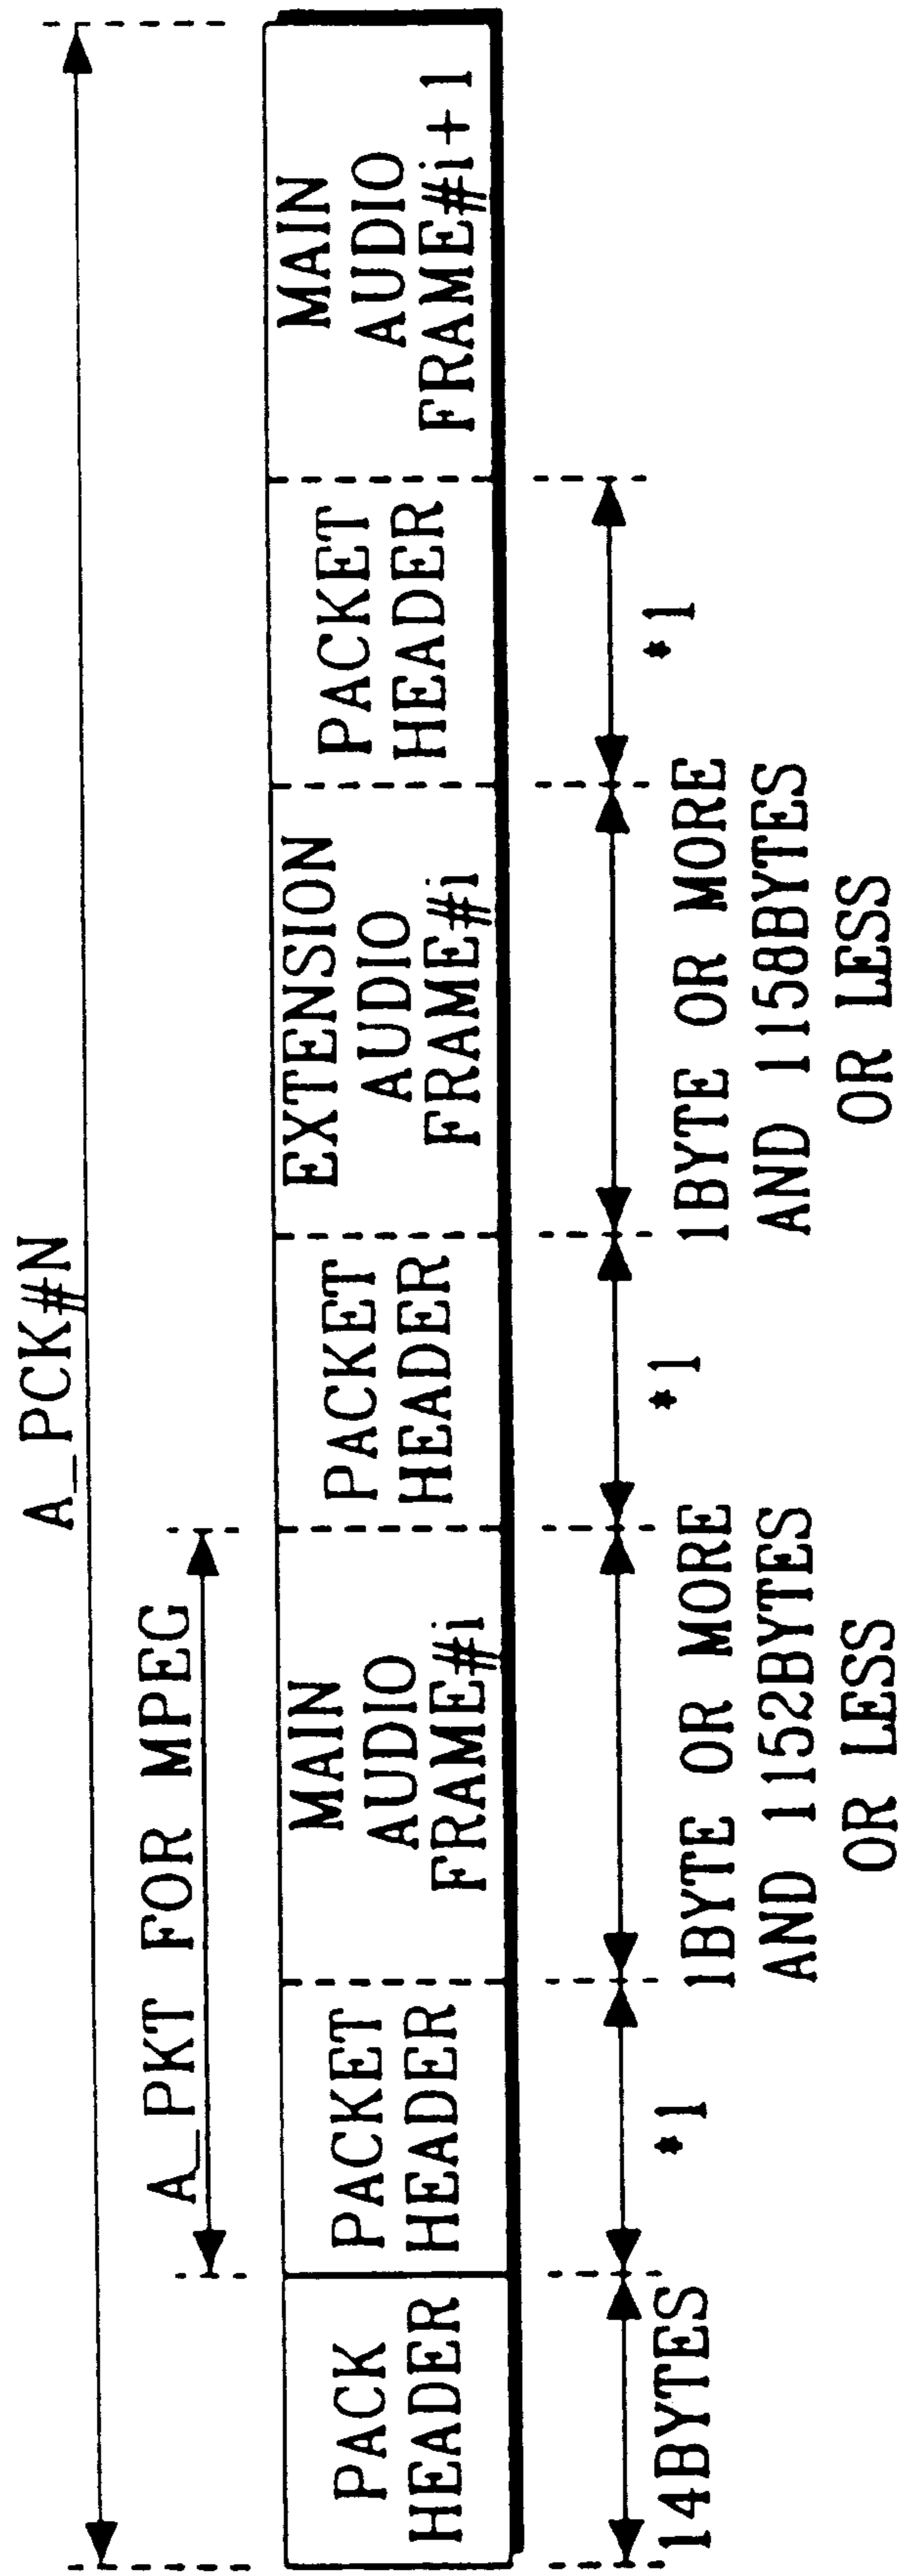 A_PCK#N
A_PKT FOR MPEG
PACK
HEADER
PACKET
HEADER
MAIN
AUDIO
FRAME#i
PACKET
HEADER
EXTENSION
AUDIO
FRAME#i
PACKET
HEADER
MAIN
AUDIO
FRAME#i+1
14BYTES
*1
1BYTE OR MORE
AND 1152BYTES
OR LESS
*1
1BYTE OR MORE
AND 1158BYTES
OR LESS
*1